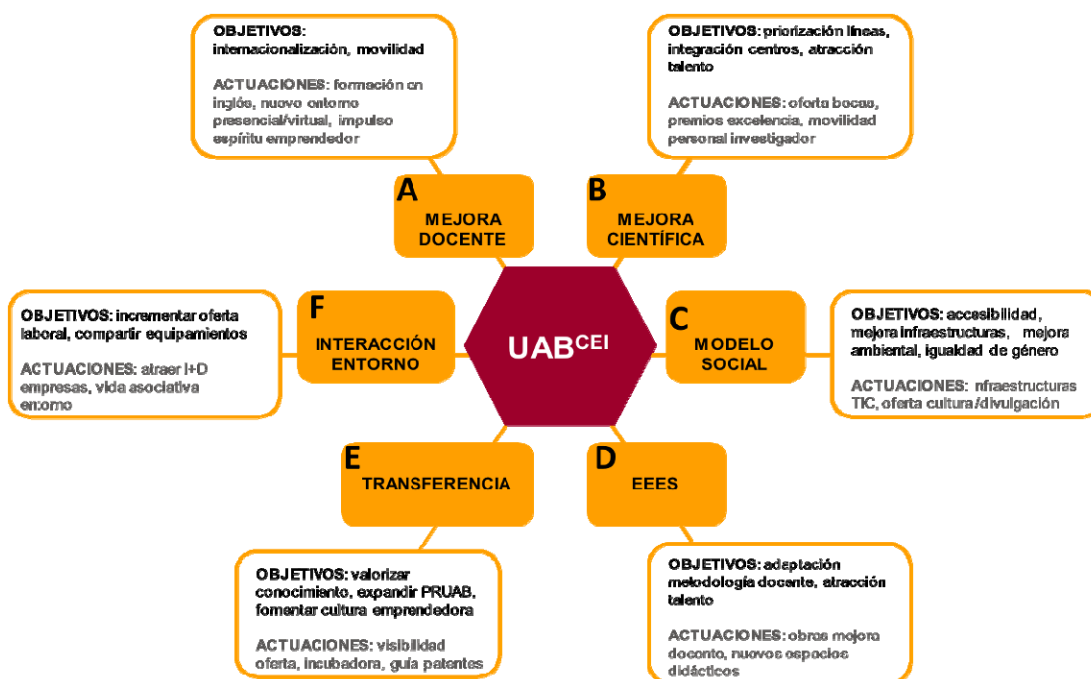 OBJETIVOS:
internacionalización, movilidad
ACTUACIONES: formación en
inglés, nuevo entorno
presencial/virtual, impulso
espíritu emprendedor
OBJETIVOS: priorización líneas,
integración centros, atracción
talento
ACTUACIONES: oferta becas,
premios excelencia, movilidad
personal investigador
A
MEJORA
DOCENTE
B
MEJORA
CIENTÍFICA
OBJETIVOS: incrementar oferta
laboral, compartir equipamientos
ACTUACIONES: atraer I+D
empresas, vida asociativa
entorno
F
INTERACCIÓN
ENTORNO
UAB^CEI
C
MODELO
SOCIAL
OBJETIVOS: accesibilidad,
mejora infraestructuras, mejora
ambiental, igualdad de género
ACTUACIONES: nfraestructuras
TIC, oferta cultura/divulgación
E
TRANSFERENCIA
D
EEES
OBJETIVOS: valorizar
conocimiento, expandir PRUAB,
fomentar cultura emprendedora
ACTUACIONES: visibilidad
oferta, incubadora, guía patentes
OBJETIVOS: adaptación
metodología docente, atracción
talento
ACTUACIONES: obras mejora
docente, nuevos espacios
didácticos